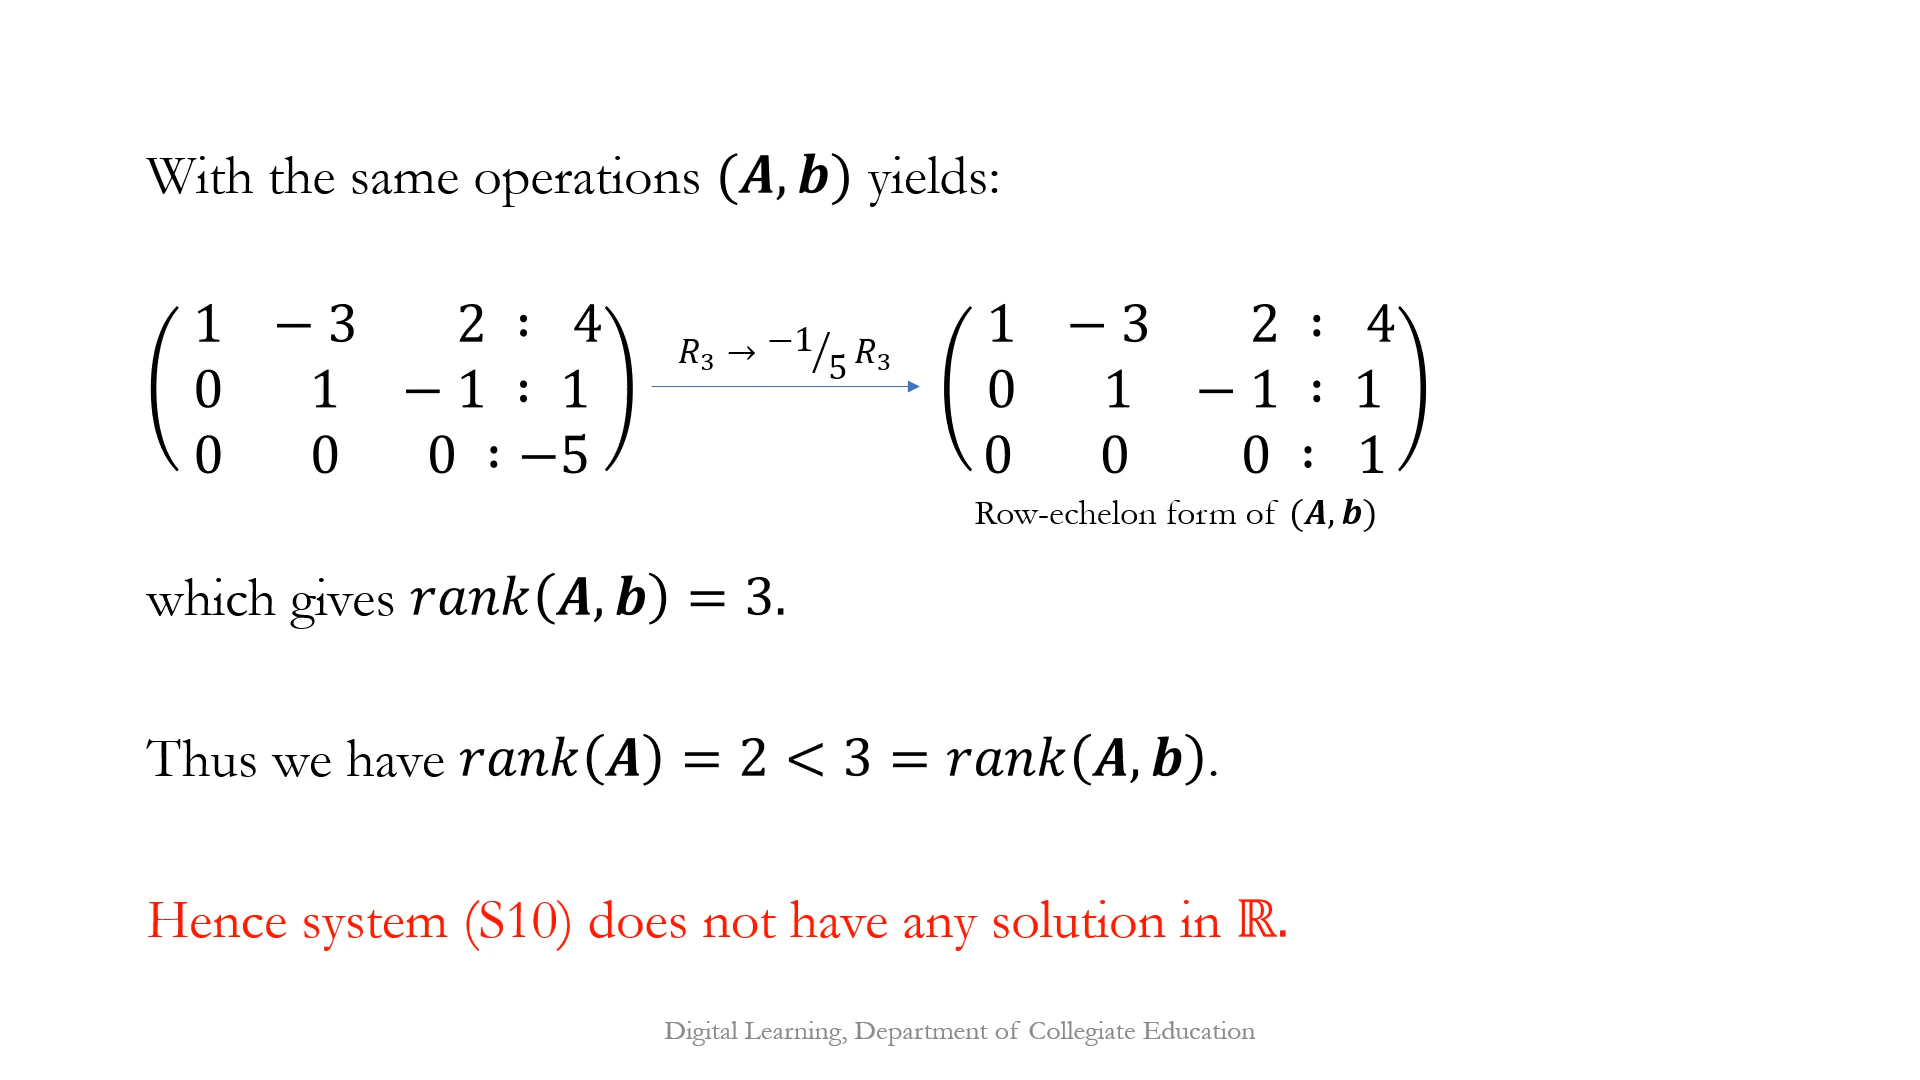 With the same operations (𝑨, 𝒃) yields:
1 − 3 2 : 4
0 1 − 1 : 1
0 0 0 : −5
𝑅₃ → −1/5 𝑅₃
1 − 3 2 : 4
0 1 − 1 : 1
0 0 0 : 1
Row-echelon form of (𝑨, 𝒃)
which gives 𝑟𝑎𝑛𝑘(𝑨, 𝒃) = 3.
Thus we have 𝑟𝑎𝑛𝑘(𝑨) = 2 < 3 = 𝑟𝑎𝑛𝑘(𝑨, 𝒃).
Hence system (S10) does not have any solution in ℝ.
Digital Learning, Department of Collegiate Education